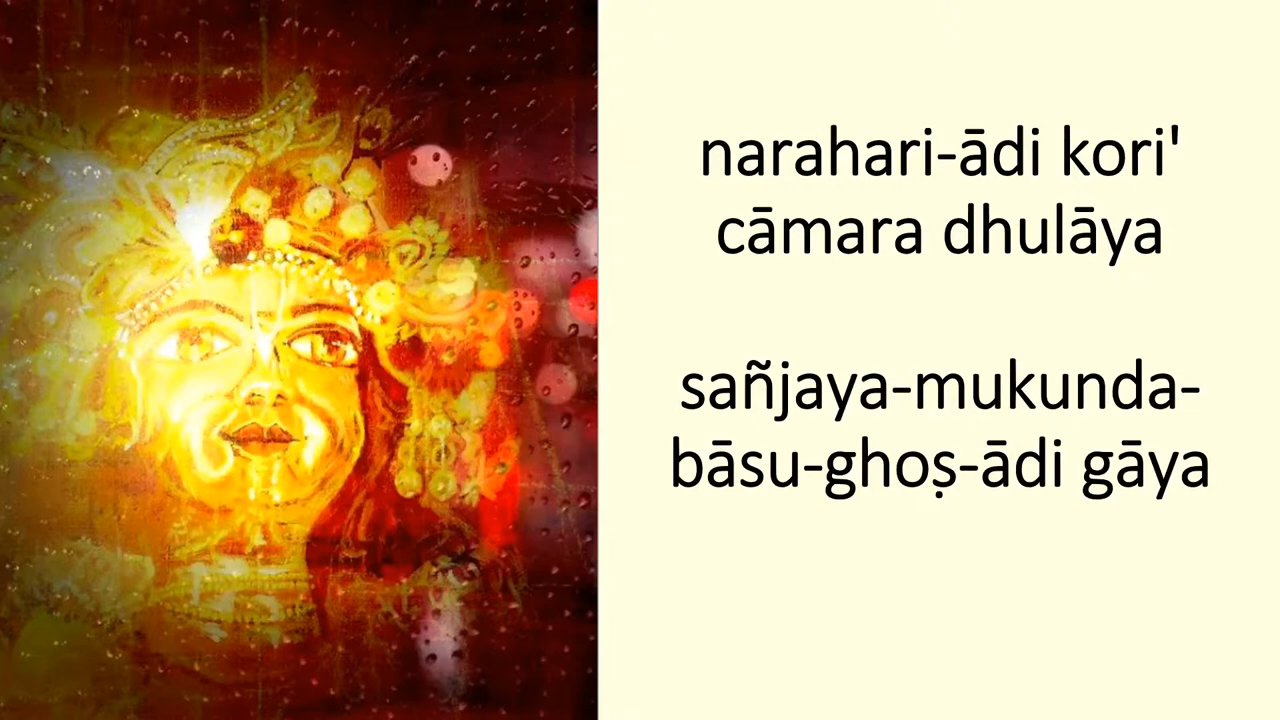 narahari-ādi kori'
cāmara dhulāya
sañjaya-mukunda-
bāsu-ghoṣ-ādi gāya